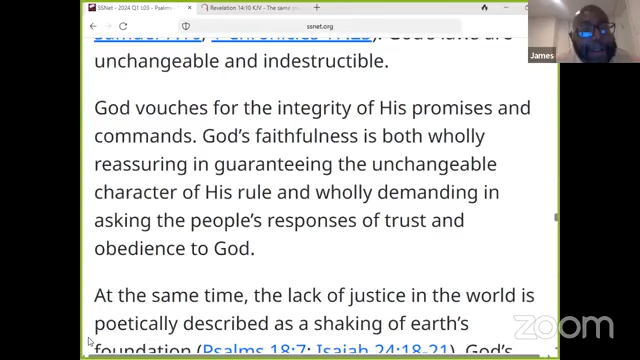 SSNet - 2024 Q1 L03 - Psalms
Revelation 14:10 KJV - The same
ssnet.org
James
God's laws are
unchangeable and indestructible.
God vouches for the integrity of His promises and
commands. God's faithfulness is both wholly
reassuring in guaranteeing the unchangeable
character of His rule and wholly demanding in
asking the people's responses of trust and
obedience to God.
At the same time, the lack of justice in the world is
poetically described as a shaking of earth's
foundation (Psalms 18:7; Isaiah 24:18-21). God's
zoom